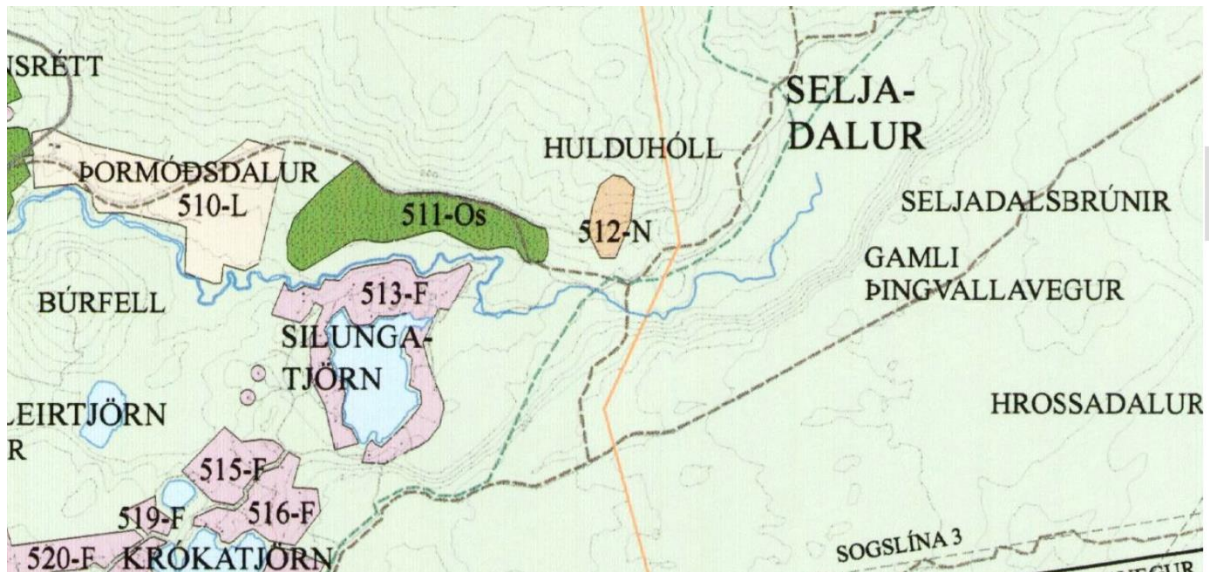 NSRÉTT
SELJA-
DALUR
HULDUHÓLL
ÞORMÓÐSDALUR
510-L
511-Os
512-N
SELJADALSBRÚNIR
GAMLI
ÞINGVALLAVEGUR
BÚRFELL
513-F
SILUNGA-
TJÖRN
LEIRTJÖRN
R
HROSSADALUR
515-F
516-F
519-F
520-F
KRÓKATJÖRN
SOGSLÍNA 3
VEGUR